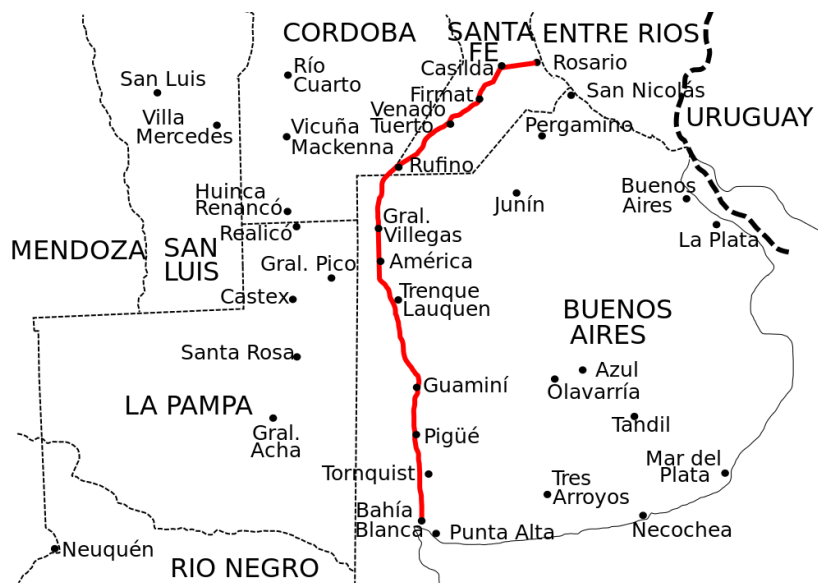 CORDOBA
SANTA
FE
ENTRE RIOS
Rosario
Casilda
Río
Cuarto
San Luis
Firmat
San Nicolás
Venado
Tuerto
URUGUAY
Villa
Mercedes
Vicuña
Mackenna
Pergamino
Rufino
Huinca
Renancó
Junín
Buenos
Aires
Realicó
Gral.
Villegas
La Plata
MENDOZA
SAN
LUIS
Gral. Pico
América
Castex
Trenque
Lauquen
BUENOS
AIRES
Santa Rosa
Azul
Olavarría
Guaminí
LA PAMPA
Gral.
Acha
Pigüé
Tandil
Tornquist
Mar del
Plata
Tres
Arroyos
Bahía
Blanca
Punta Alta
Necochea
Neuquén
RIO NEGRO